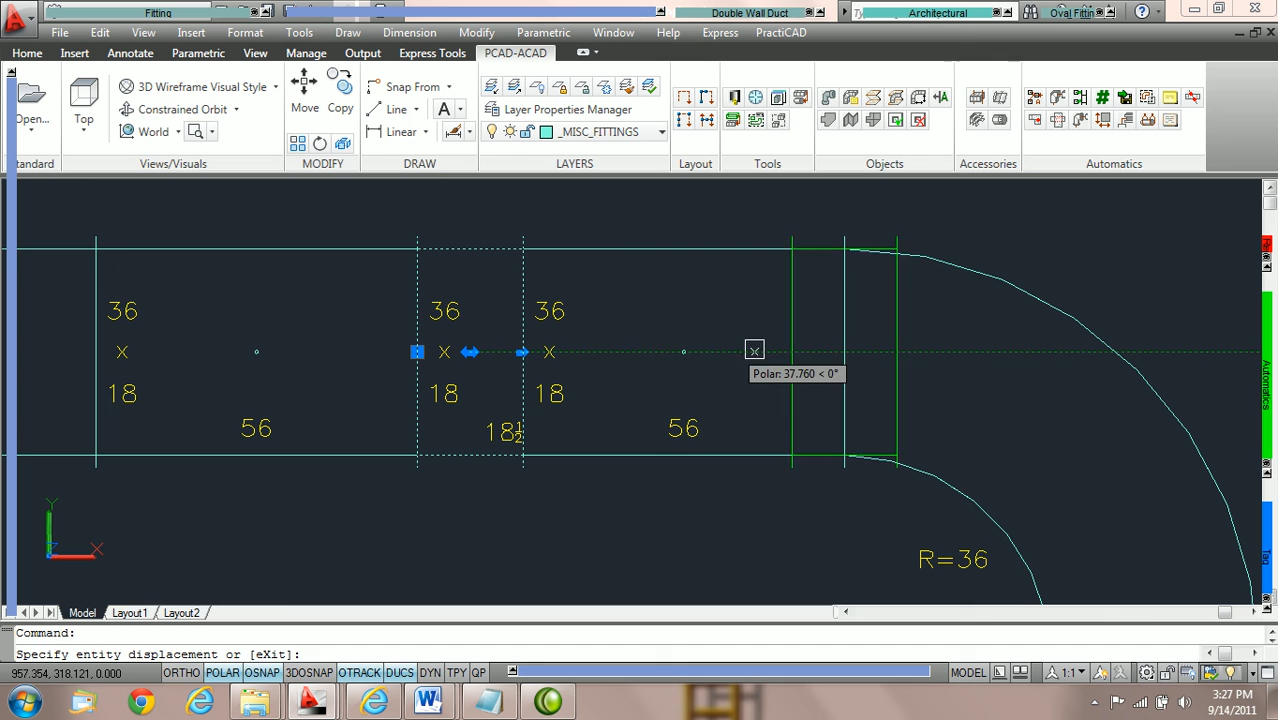 Fitting
Double Wall Duct
Architectural
Oval Fittin
File Edit View Insert Format Tools Draw Dimension Modify Parametric Window Help Express PractiCAD
Home Insert Annotate Parametric View Manage Output Express Tools PCAD-ACAD
Open...
Top
3D Wireframe Visual Style
Constrained Orbit
World
Move
Copy
Snap From
Line
A
Linear
Layer Properties Manager
_MISC_FITTINGS
tandard
Views/Visuals
MODIFY
DRAW
LAYERS
Layout
Tools
Objects
Accessories
Automatics
36 36 36
X X X
18 18 18
56 18½ 56
Polar: 37.760 < 0°
R=36
Y
X
Automatics
Tag
Model Layout1 Layout2
Command:
Specify entity displacement or [eXit]:
957.354, 318.121, 0.000 ORTHO POLAR OSNAP 3DOSNAP OTRACK DUCS DYN TPY QP MODEL 1:1
3:27 PM
9/14/2011